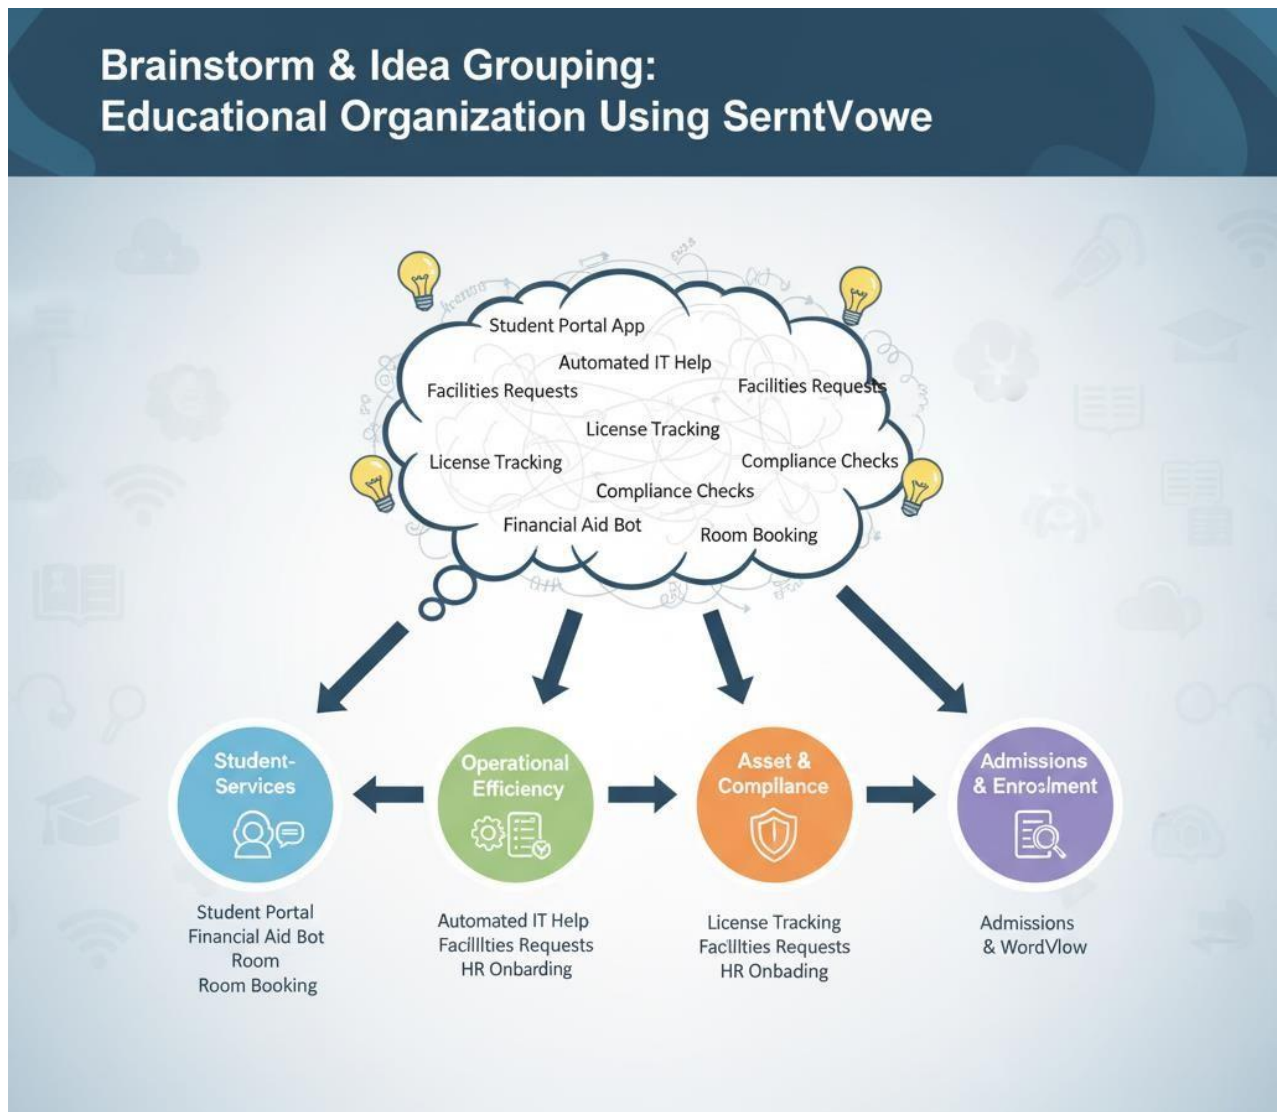 Brainstorm & Idea Grouping:
Educational Organization Using SerntVowe
Student Portal App
Automated IT Help
Facilities Requests
Facilities Requests
License Tracking
License Tracking
Compliance Checks
Compliance Checks
Financial Aid Bot
Room Booking
Student-
Services
Operational
Efficiency
Asset &
Compliance
Admissions
& Enrolment
Student Portal
Financial Aid Bot
Room
Room Booking
Automated IT Help
Facilllties Requests
HR Onbarding
License Tracking
Facilllties Requests
HR Onbading
Admissions
& WordVlow